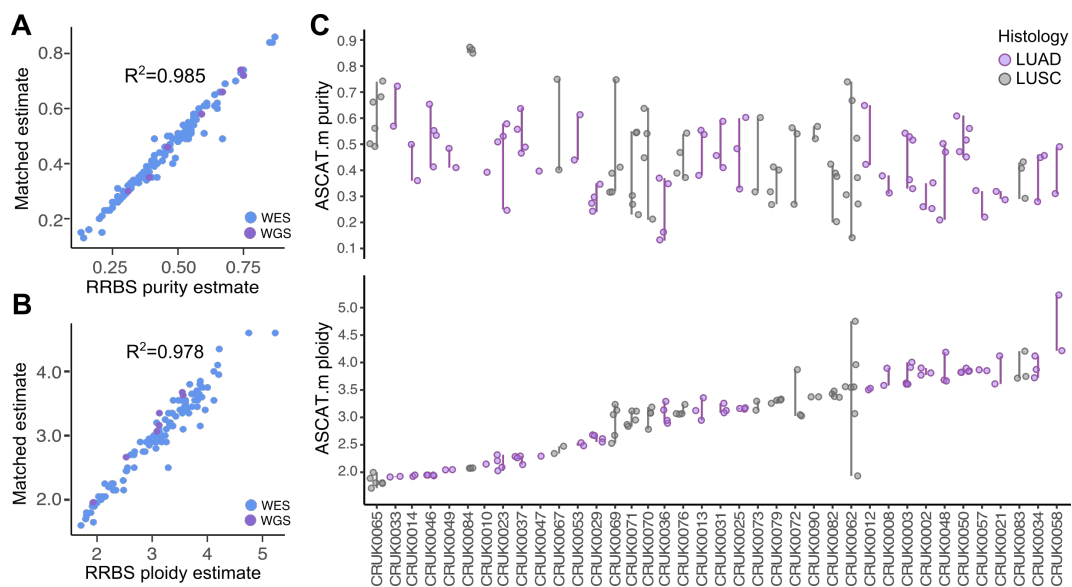 A
0.8
0.6
0.4
0.2
Matched estimate
R2=0.985
WES
WGS
0.25 0.50 0.75
RRBS purity estmate
B
4.0
3.0
2.0
Matched estimate
R2=0.978
WES
WGS
2 3 4 5
RRBS ploidy estimate
C
Histology
LUAD
LUSC
0.9
0.8
0.7
0.6
0.5
0.4
0.3
0.2
0.1
ASCAT.m purity
5.0
4.5
4.0
3.5
3.0
2.5
2.0
ASCAT.m ploidy
CRUK0065
CRUK0033
CRUK0014
CRUK0046
CRUK0049
CRUK0084
CRUK0010
CRUK0023
CRUK0037
CRUK0047
CRUK0067
CRUK0053
CRUK0029
CRUK0069
CRUK0071
CRUK0070
CRUK0036
CRUK0076
CRUK0013
CRUK0031
CRUK0025
CRUK0073
CRUK0079
CRUK0072
CRUK0090
CRUK0082
CRUK0062
CRUK0012
CRUK0008
CRUK0003
CRUK0002
CRUK0048
CRUK0050
CRUK0057
CRUK0021
CRUK0083
CRUK0034
CRUK0058